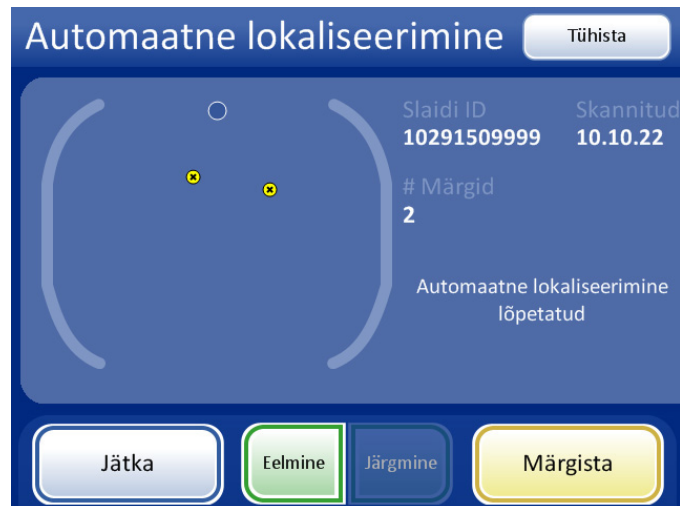 Automaatne lokaliseerimine
Tühista
Slaidi ID
Skannitud
10291509999
10.10.22
# Märgid
2
Automaatne lokaliseerimine
lõpetatud
Jätka
Eelmine
Järgmine
Märgista